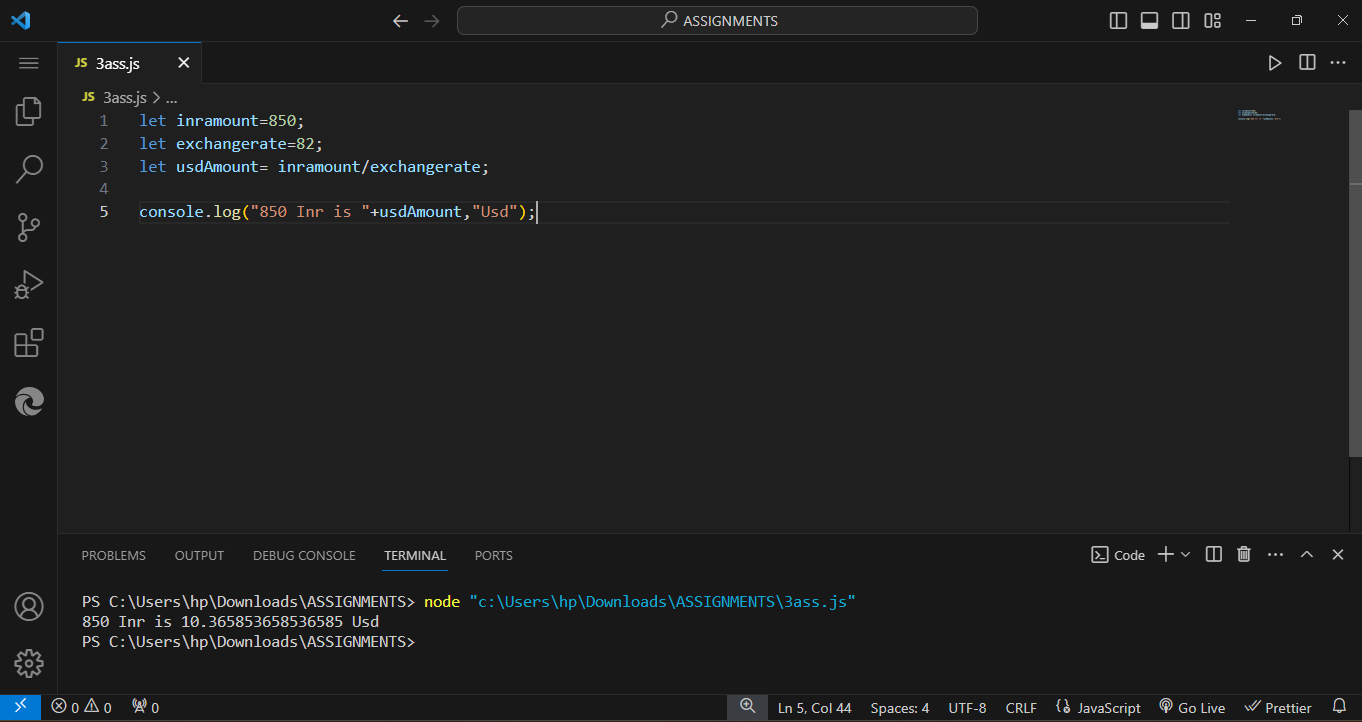 ASSIGNMENTS
JS 3ass.js
JS 3ass.js > ...
1 let inramount=850;
2 let exchangerate=82;
3 let usdAmount= inramount/exchangerate;
4
5 console.log("850 Inr is "+usdAmount,"Usd");
PROBLEMS OUTPUT DEBUG CONSOLE TERMINAL PORTS Code
PS C:\Users\hp\Downloads\ASSIGNMENTS> node "c:\Users\hp\Downloads\ASSIGNMENTS\3ass.js"
850 Inr is 10.365853658536585 Usd
PS C:\Users\hp\Downloads\ASSIGNMENTS>
0 0 0 Ln 5, Col 44 Spaces: 4 UTF-8 CRLF JavaScript Go Live Prettier